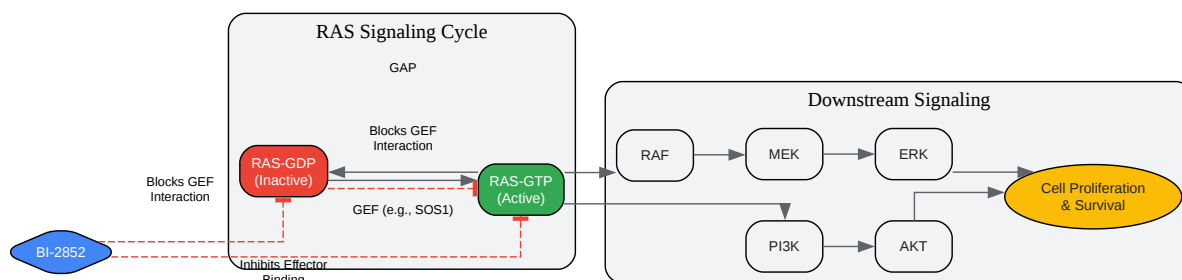 RAS Signaling Cycle
GAP
Blocks GEF
Interaction
RAS-GDP
(Inactive)
RAS-GTP
(Active)
GEF (e.g., SOS1)
Blocks GEF
Interaction
BI-2852
Inhibits Effector
Binding
Downstream Signaling
RAF
MEK
ERK
PI3K
AKT
Cell Proliferation
& Survival